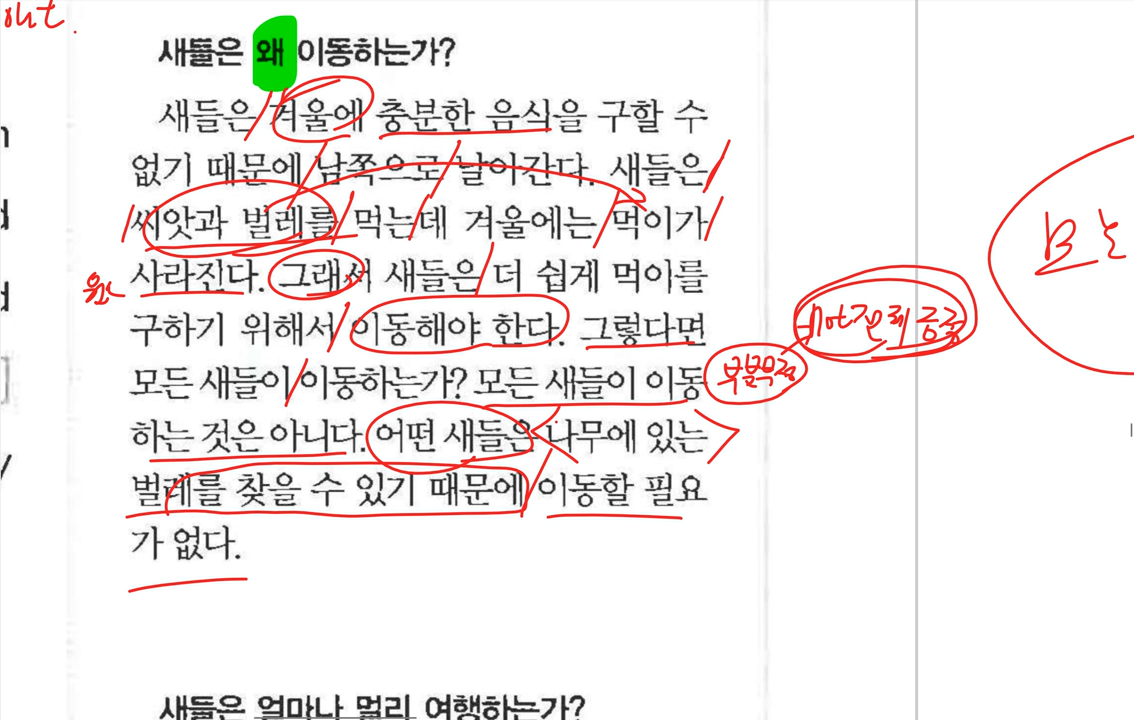 out.
새들은 왜 이동하는가?
새들은 겨울에 충분한 음식을 구할 수
없기 때문에 남쪽으로 날아간다. 새들은
씨앗과 벌레를 먹는데 겨울에는 먹이가
사라진다. 그래서 새들은 더 쉽게 먹이를
구하기 위해서 이동해야 한다. 그렇다면
모든 새들이 이동하는가? 모든 새들이 이동
하는 것은 아니다. 어떤 새들은 나무에 있는
벌레를 찾을 수 있기 때문에 이동할 필요
가 없다.
부분부정
B는
새들은 얼마나 멀리 여행하는가?